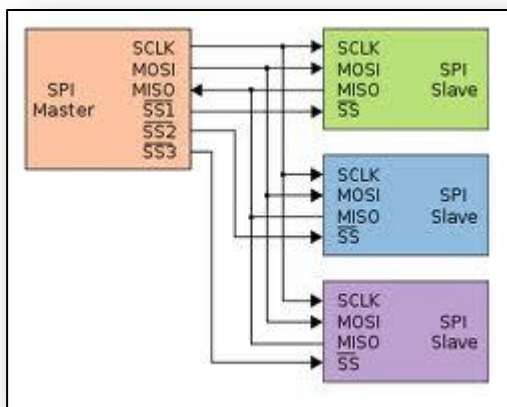 SCLK
MOSI
SPI MISO
Master SS1
SS2
SS3
SCLK
MOSI SPI
MISO Slave
SS
SCLK
MOSI SPI
MISO Slave
SS
SCLK
MOSI SPI
MISO Slave
SS